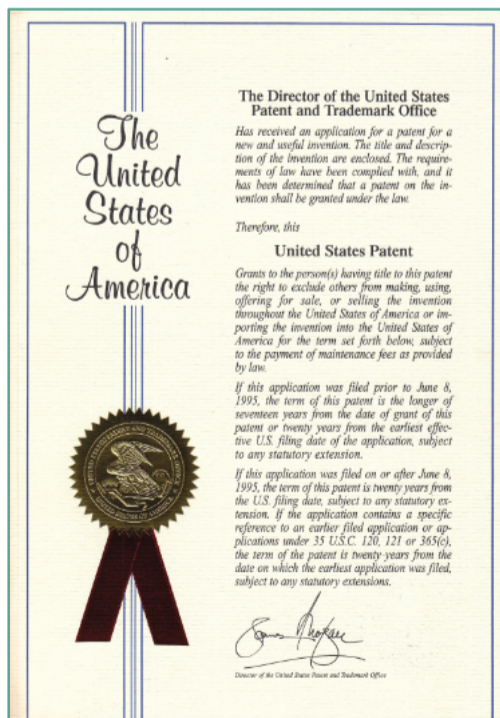 The
United
States
of
America
The Director of the United States
Patent and Trademark Office
Has received an application for a patent for a
new and useful invention. The title and descrip-
tion of the invention are enclosed. The require-
ments of law have been complied with, and it
has been determined that a patent on the in-
vention shall be granted under the law.
Therefore, this
United States Patent
Grants to the person(s) having title to this patent
the right to exclude others from making, using,
offering for sale, or selling the invention
throughout the United States of America or im-
porting the invention into the United States of
America for the term set forth below, subject
to the payment of maintenance fees as provided
by law.
If this application was filed prior to June 8,
1995, the term of this patent is the longer of
seventeen years from the date of grant of this
patent or twenty years from the earliest effec-
tive U.S. filing date of the application, subject
to any statutory extension.
If this application was filed on or after June 8,
1995, the term of this patent is twenty years from
the U.S. filing date, subject to any statutory ex-
tension. If the application contains a specific
reference to an earlier filed application or ap-
plications under 35 U.S.C. 120, 121 or 365(c),
the term of the patent is twenty years from the
date on which the earliest application was filed,
subject to any statutory extensions.
Director of the United States Patent and Trademark Office